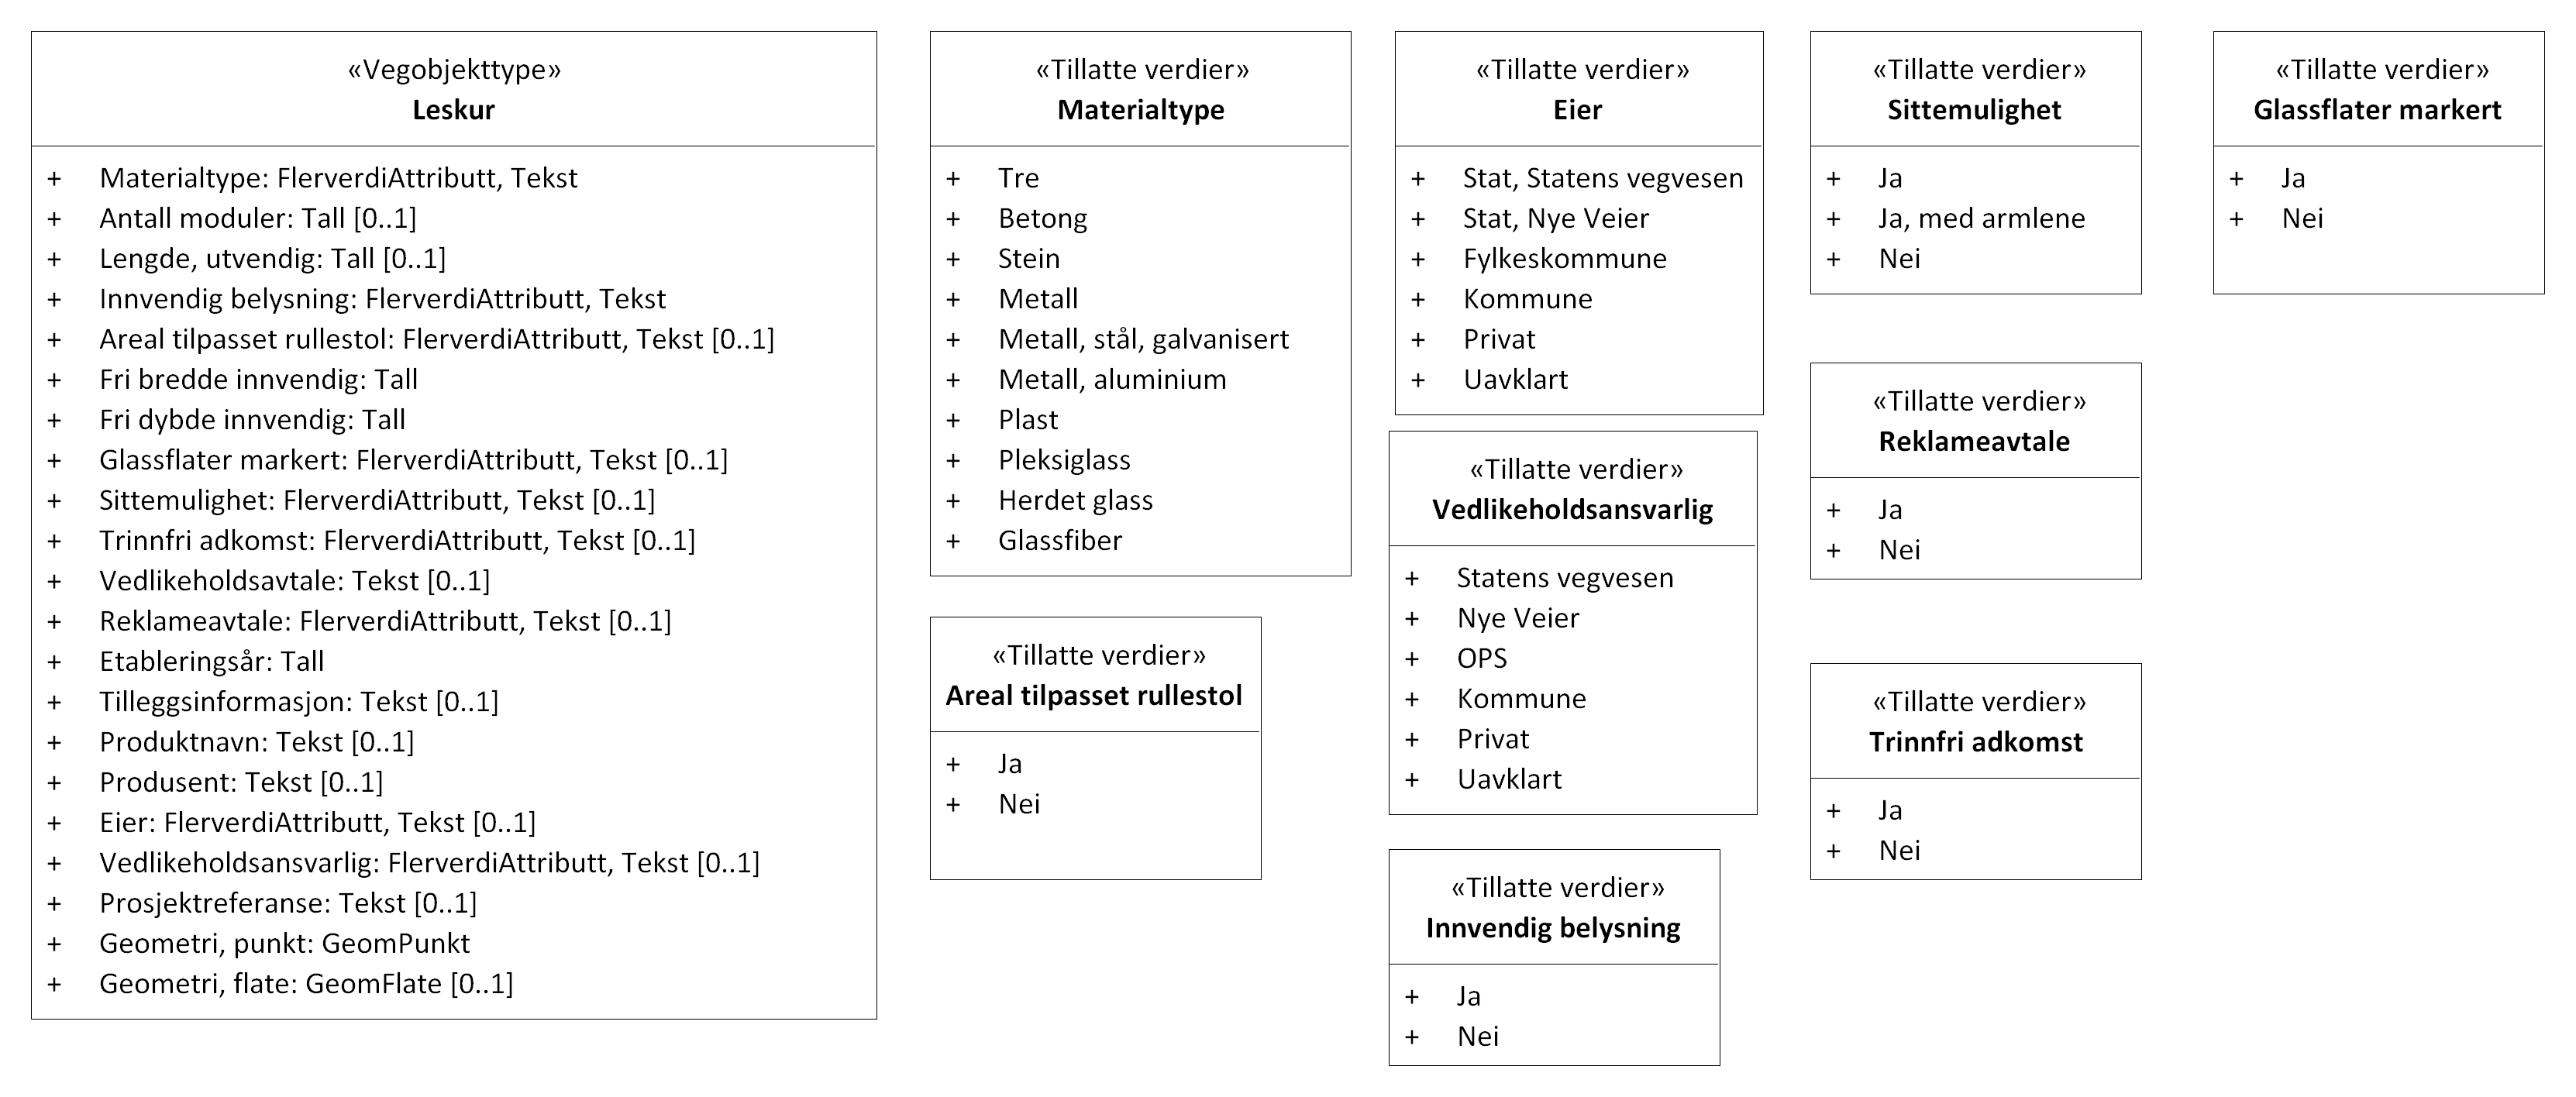 «Vegobjekttype»
Leskur
+ Materialtype: FlerverdiAttributt, Tekst
+ Antall moduler: Tall [0..1]
+ Lengde, utvendig: Tall [0..1]
+ Innvendig belysning: FlerverdiAttributt, Tekst
+ Areal tilpasset rullestol: FlerverdiAttributt, Tekst [0..1]
+ Fri bredde innvendig: Tall
+ Fri dybde innvendig: Tall
+ Glassflater markert: FlerverdiAttributt, Tekst [0..1]
+ Sittemulighet: FlerverdiAttributt, Tekst [0..1]
+ Trinnfri adkomst: FlerverdiAttributt, Tekst [0..1]
+ Vedlikeholdsavtale: Tekst [0..1]
+ Reklameavtale: FlerverdiAttributt, Tekst [0..1]
+ Etableringsår: Tall
+ Tilleggsinformasjon: Tekst [0..1]
+ Produktnavn: Tekst [0..1]
+ Produsent: Tekst [0..1]
+ Eier: FlerverdiAttributt, Tekst [0..1]
+ Vedlikeholdsansvarlig: FlerverdiAttributt, Tekst [0..1]
+ Prosjektreferanse: Tekst [0..1]
+ Geometri, punkt: GeomPunkt
+ Geometri, flate: GeomFlate [0..1]
«Tillatte verdier»
Materialtype
+ Tre
+ Betong
+ Stein
+ Metall
+ Metall, stål, galvanisert
+ Metall, aluminium
+ Plast
+ Pleksiglass
+ Herdet glass
+ Glassfiber
«Tillatte verdier»
Areal tilpasset rullestol
+ Ja
+ Nei
«Tillatte verdier»
Eier
+ Stat, Statens vegvesen
+ Stat, Nye Veier
+ Fylkeskommune
+ Kommune
+ Privat
+ Uavklart
«Tillatte verdier»
Vedlikeholdsansvarlig
+ Statens vegvesen
+ Nye Veier
+ OPS
+ Kommune
+ Privat
+ Uavklart
«Tillatte verdier»
Innvendig belysning
+ Ja
+ Nei
«Tillatte verdier»
Sittemulighet
+ Ja
+ Ja, med armlene
+ Nei
«Tillatte verdier»
Reklameavtale
+ Ja
+ Nei
«Tillatte verdier»
Trinnfri adkomst
+ Ja
+ Nei
«Tillatte verdier»
Glassflater markert
+ Ja
+ Nei